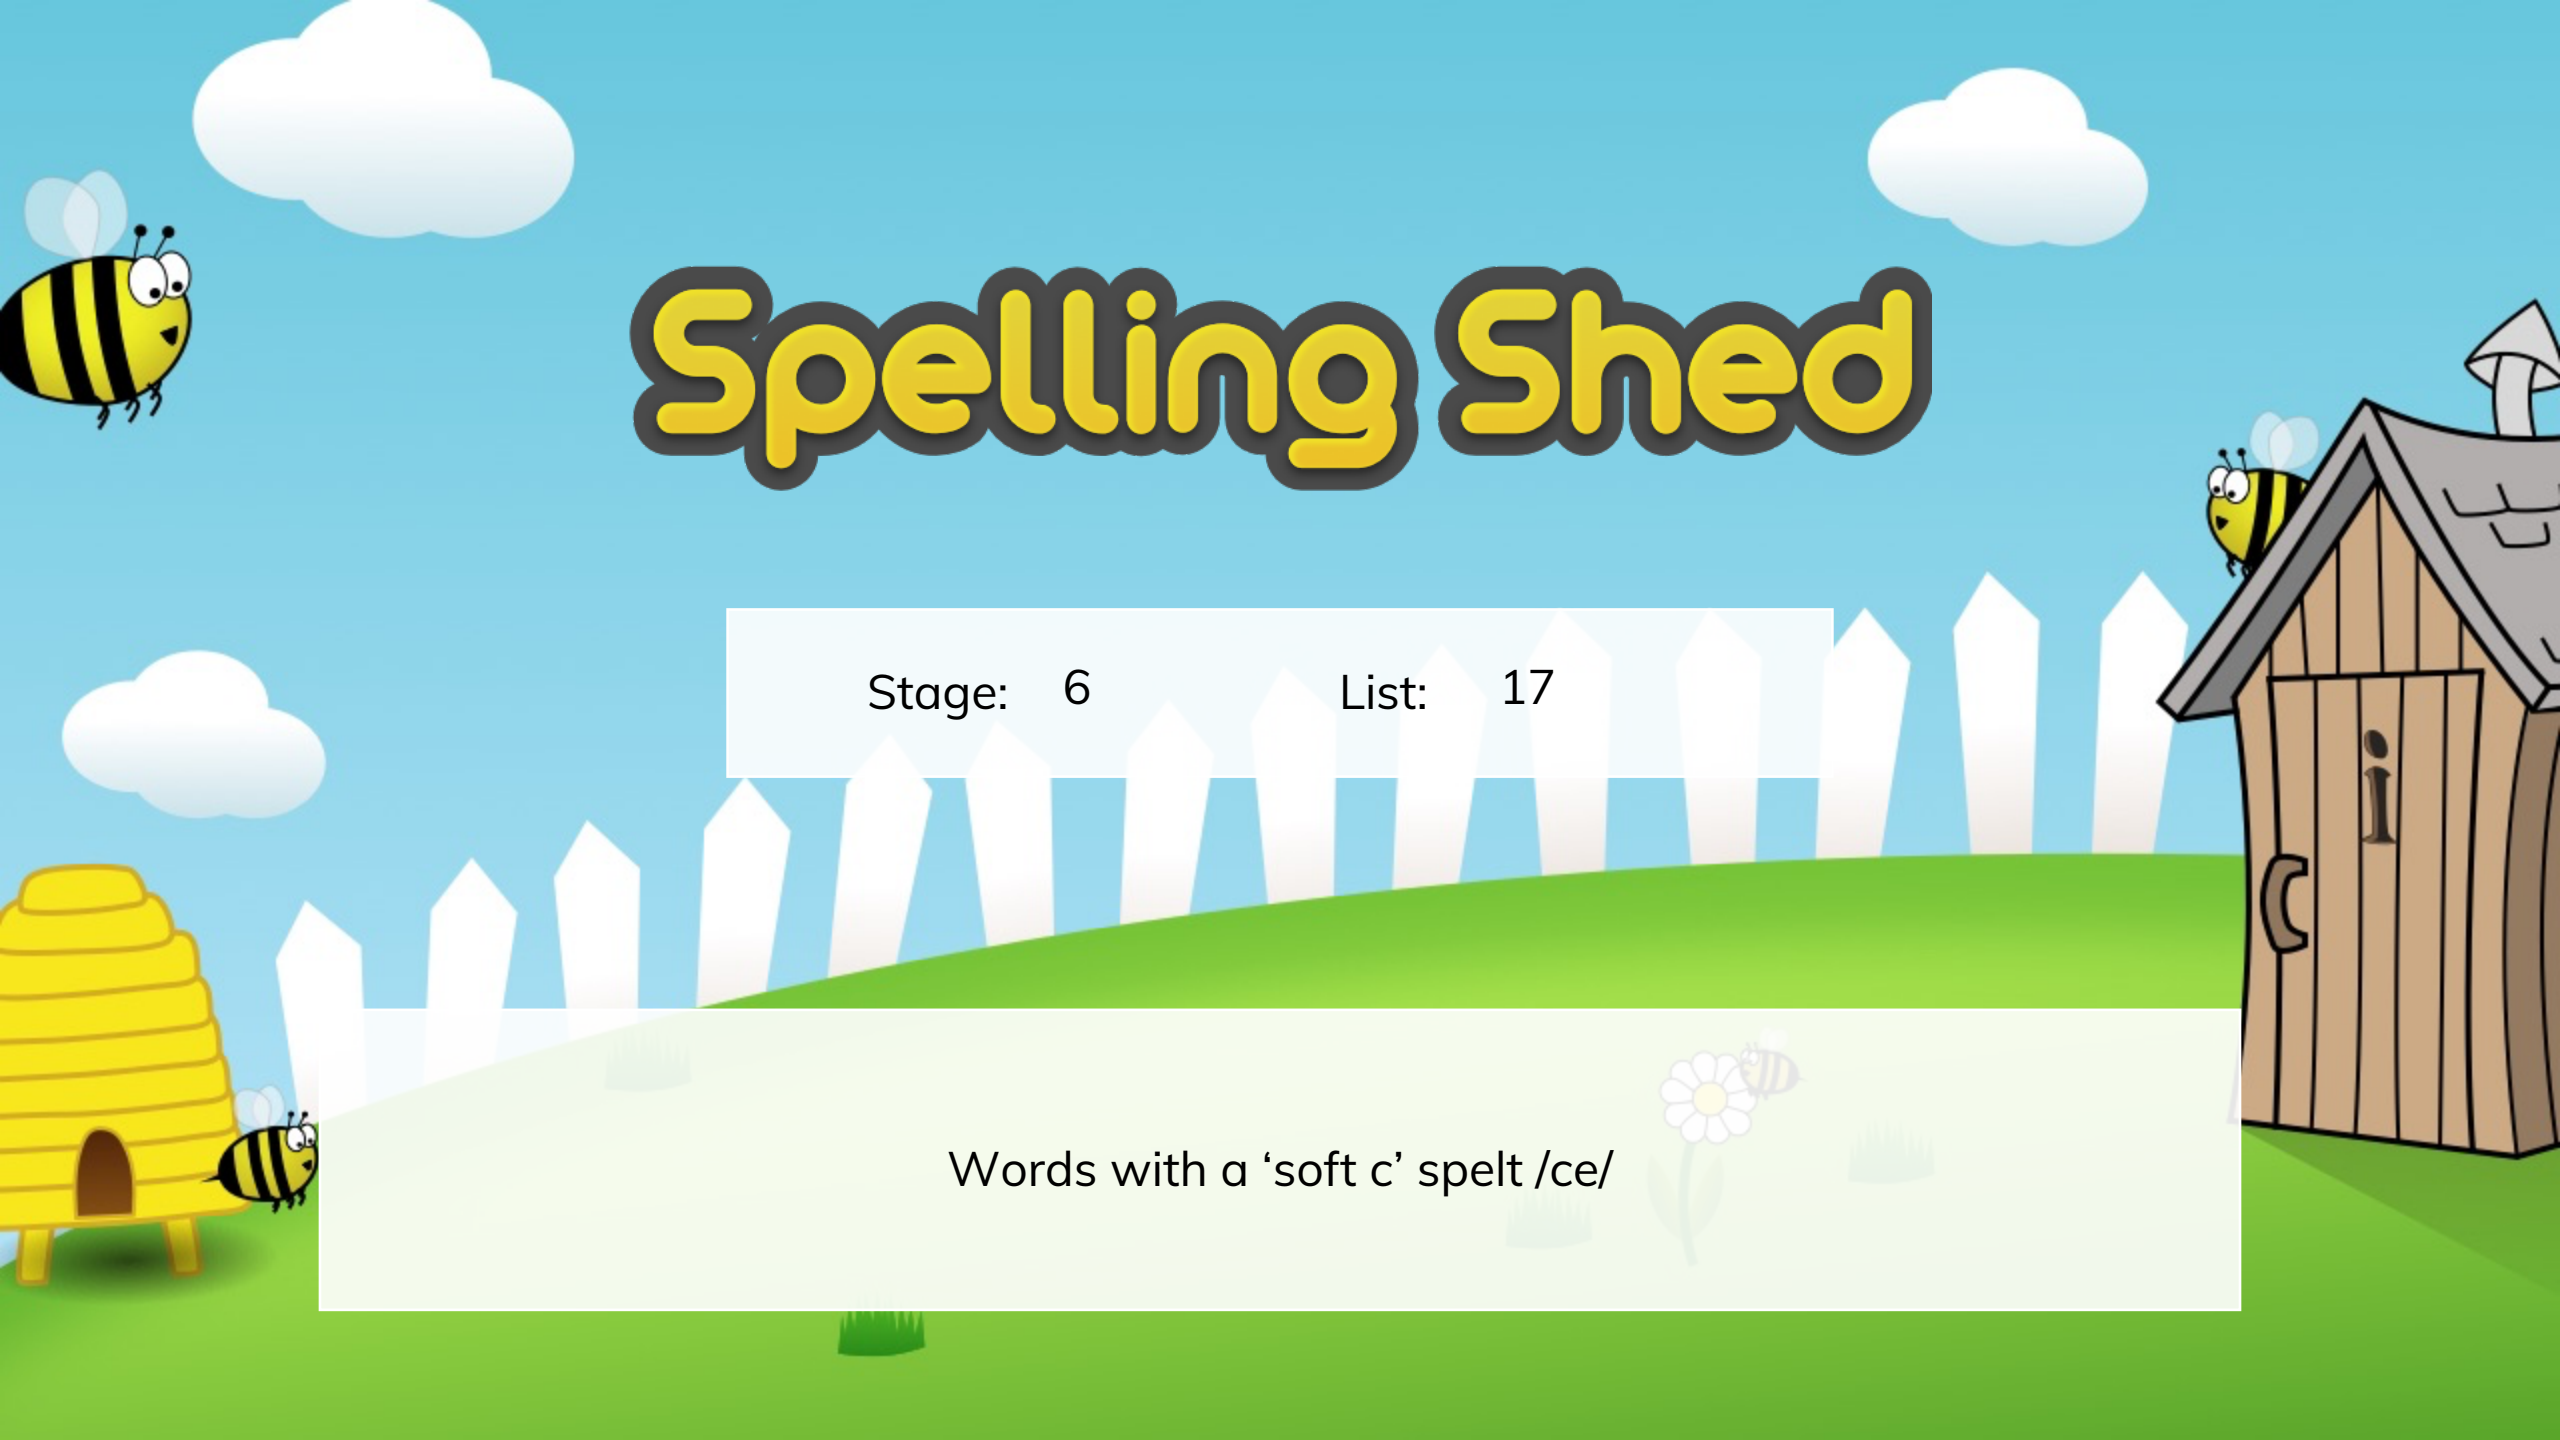 Spelling Shed
Stage: 6 List: 17
Words with a ‘soft c’ spelt /ce/